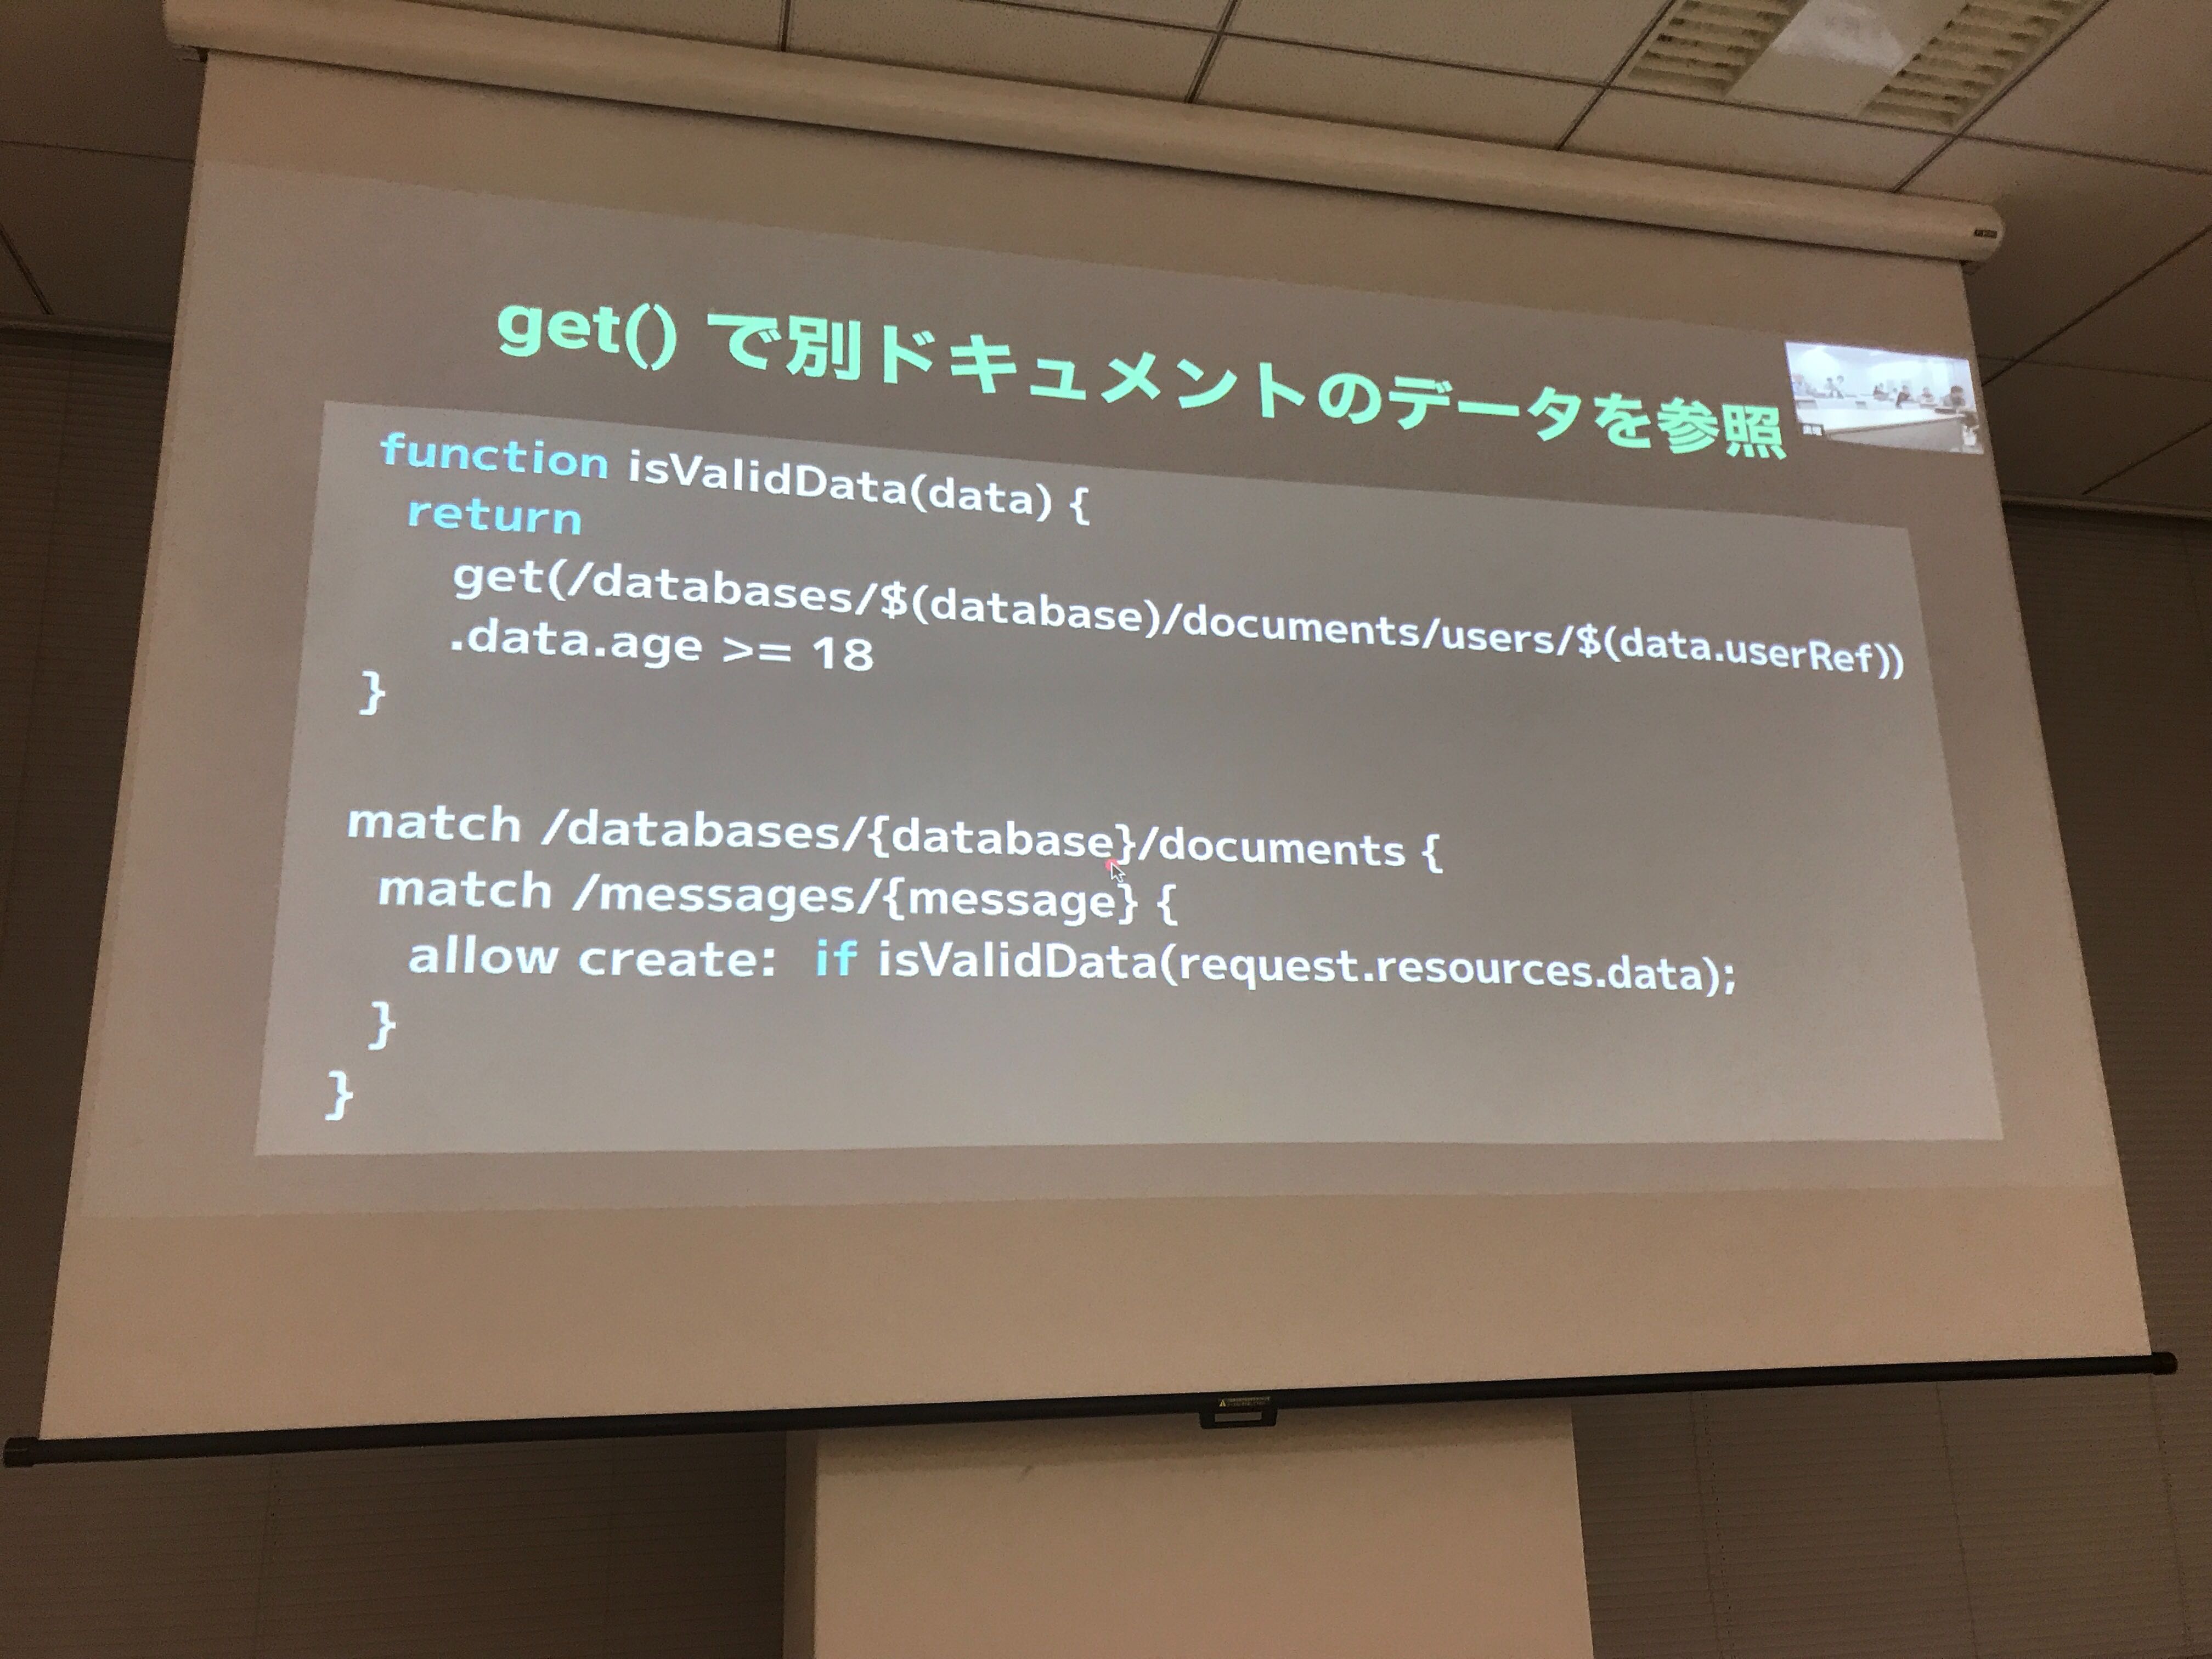 get() で別ドキュメントのデータを参照
function isValidData(data) {
return
get(/databases/$(database)/documents/users/$(data.userRef))
.data.age >= 18
}
match /databases/{database}/documents {
match /messages/{message} {
allow create: if isValidData(request.resources.data);
}
}